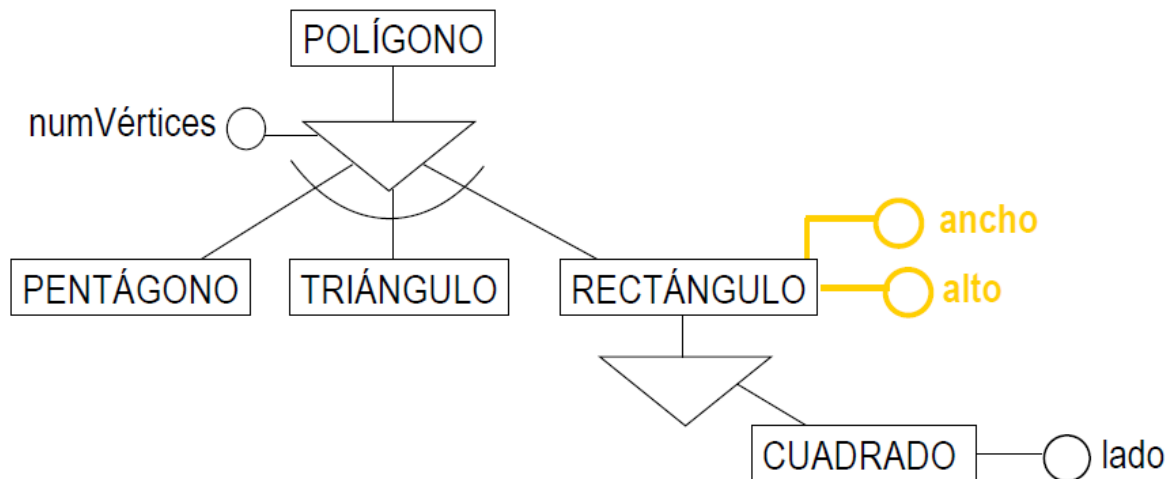 POLÍGONO
numVértices
ancho
PENTÁGONO
TRIÁNGULO
RECTÁNGULO
alto
CUADRADO
lado